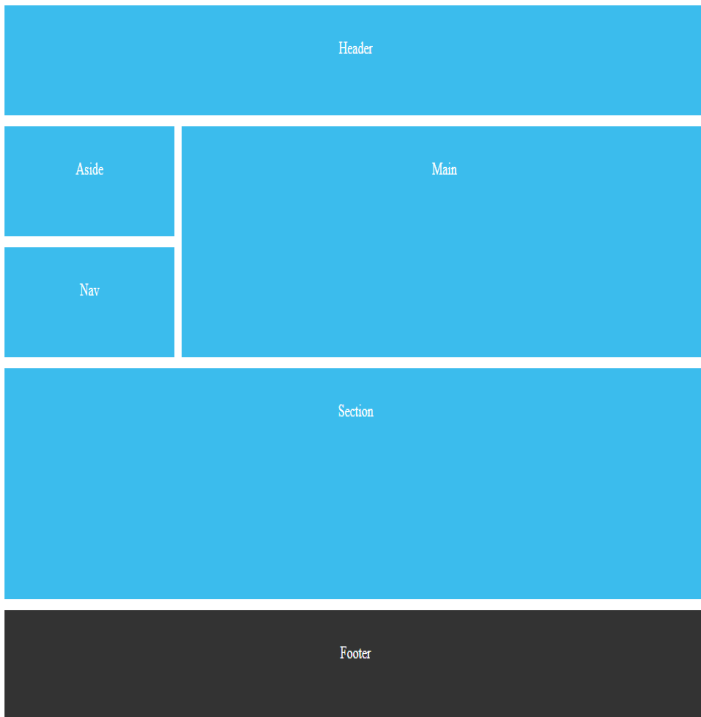 Header
Aside
Main
Nav
Section
Footer